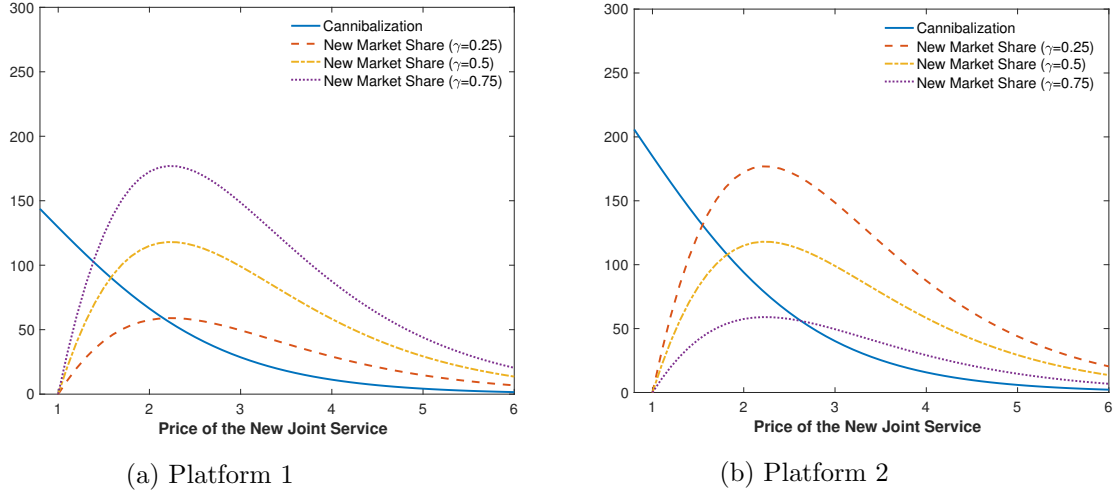 300
250
200
150
100
50
0
Cannibalization
New Market Share (γ=0.25)
New Market Share (γ=0.5)
New Market Share (γ=0.75)
1 2 3 4 5 6
Price of the New Joint Service
(a) Platform 1
300
250
200
150
100
50
0
Cannibalization
New Market Share (γ=0.25)
New Market Share (γ=0.5)
New Market Share (γ=0.75)
1 2 3 4 5 6
Price of the New Joint Service
(b) Platform 2